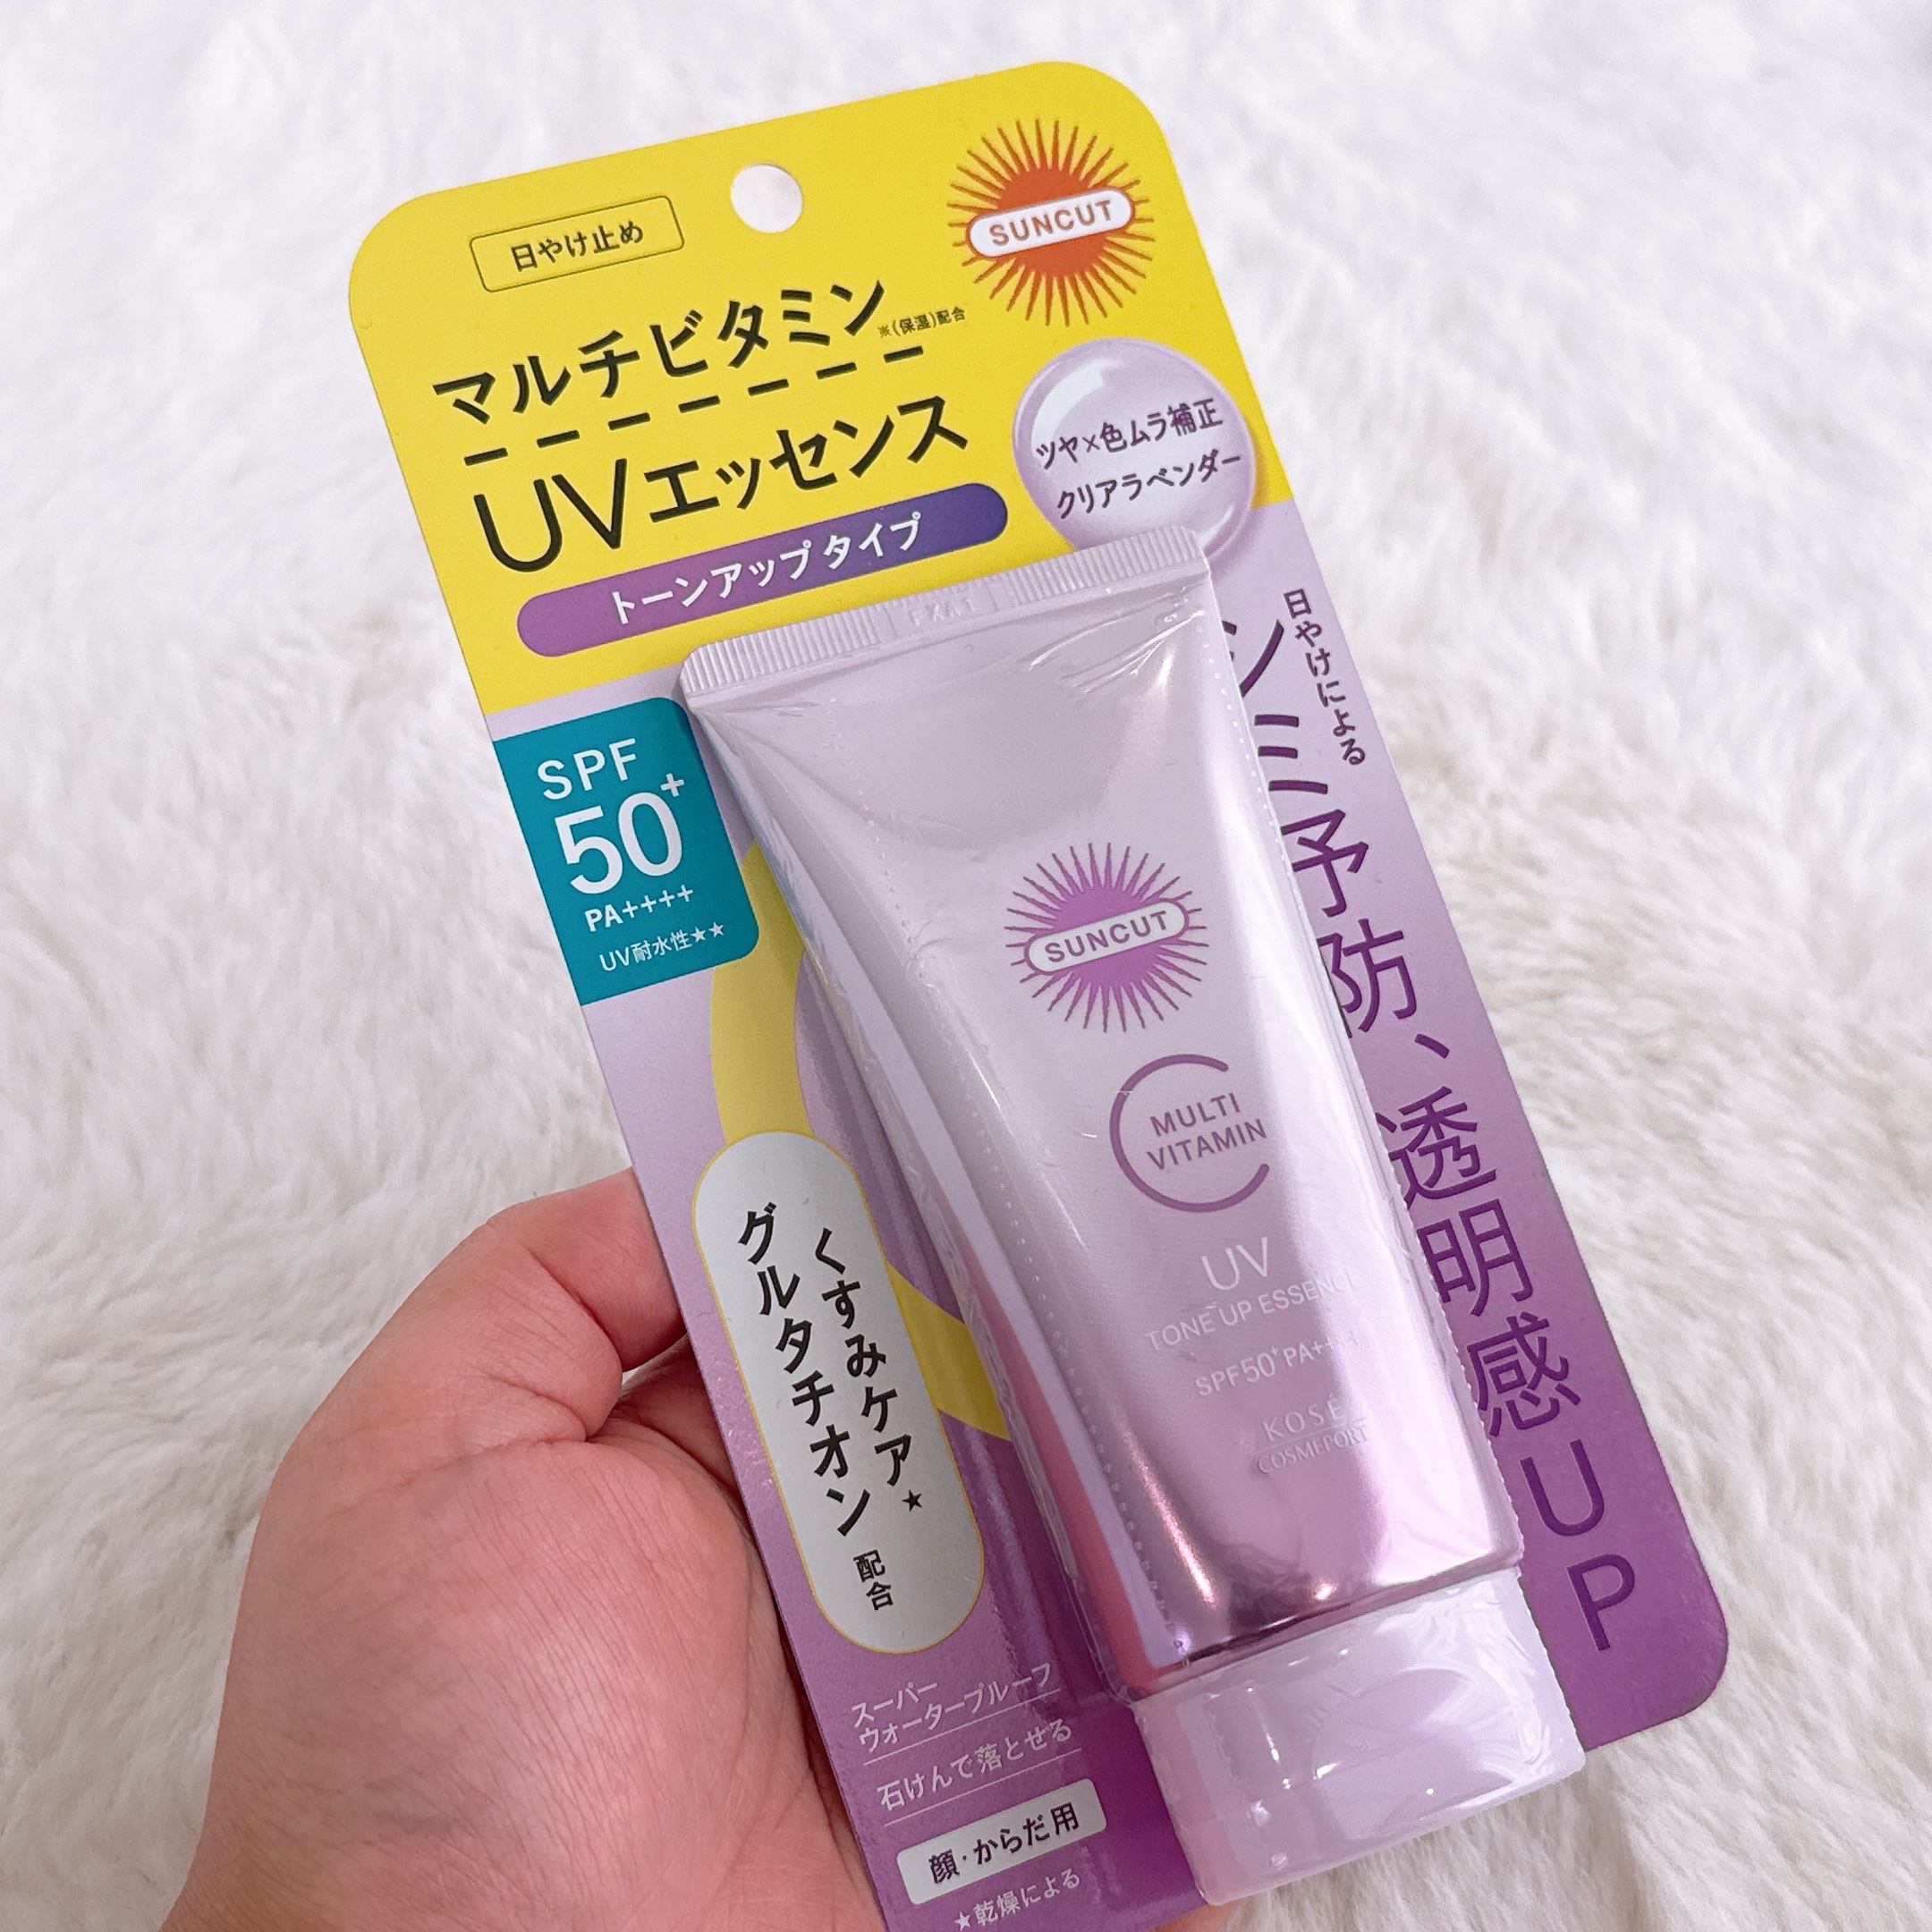 日やけ止め
SUNCUT
マルチビタミン※(保湿)配合
UVエッセンス
トーンアップ タイプ
ツヤ×色ムラ補正
クリアラベンダー
SPF
50+
PA++++
UV耐水性★★
日やけによる
シミ予防、透明感UP
SUNCUT
MULTI
VITAMIN
UV
TONE UP ESSENCE
SPF50+ PA++++
KOSÉ
COSMEPORT
くすみケア★
グルタチオン配合
スーパー
ウォータープルーフ
石けんで落とせる
顔・からだ用
★乾燥による